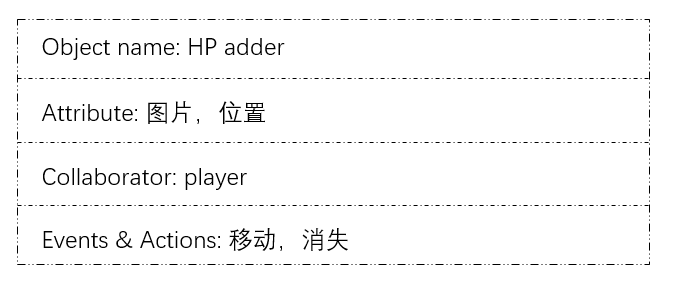 Object name: HP adder
Attribute: 图片，位置
Collaborator: player
Events & Actions: 移动，消失